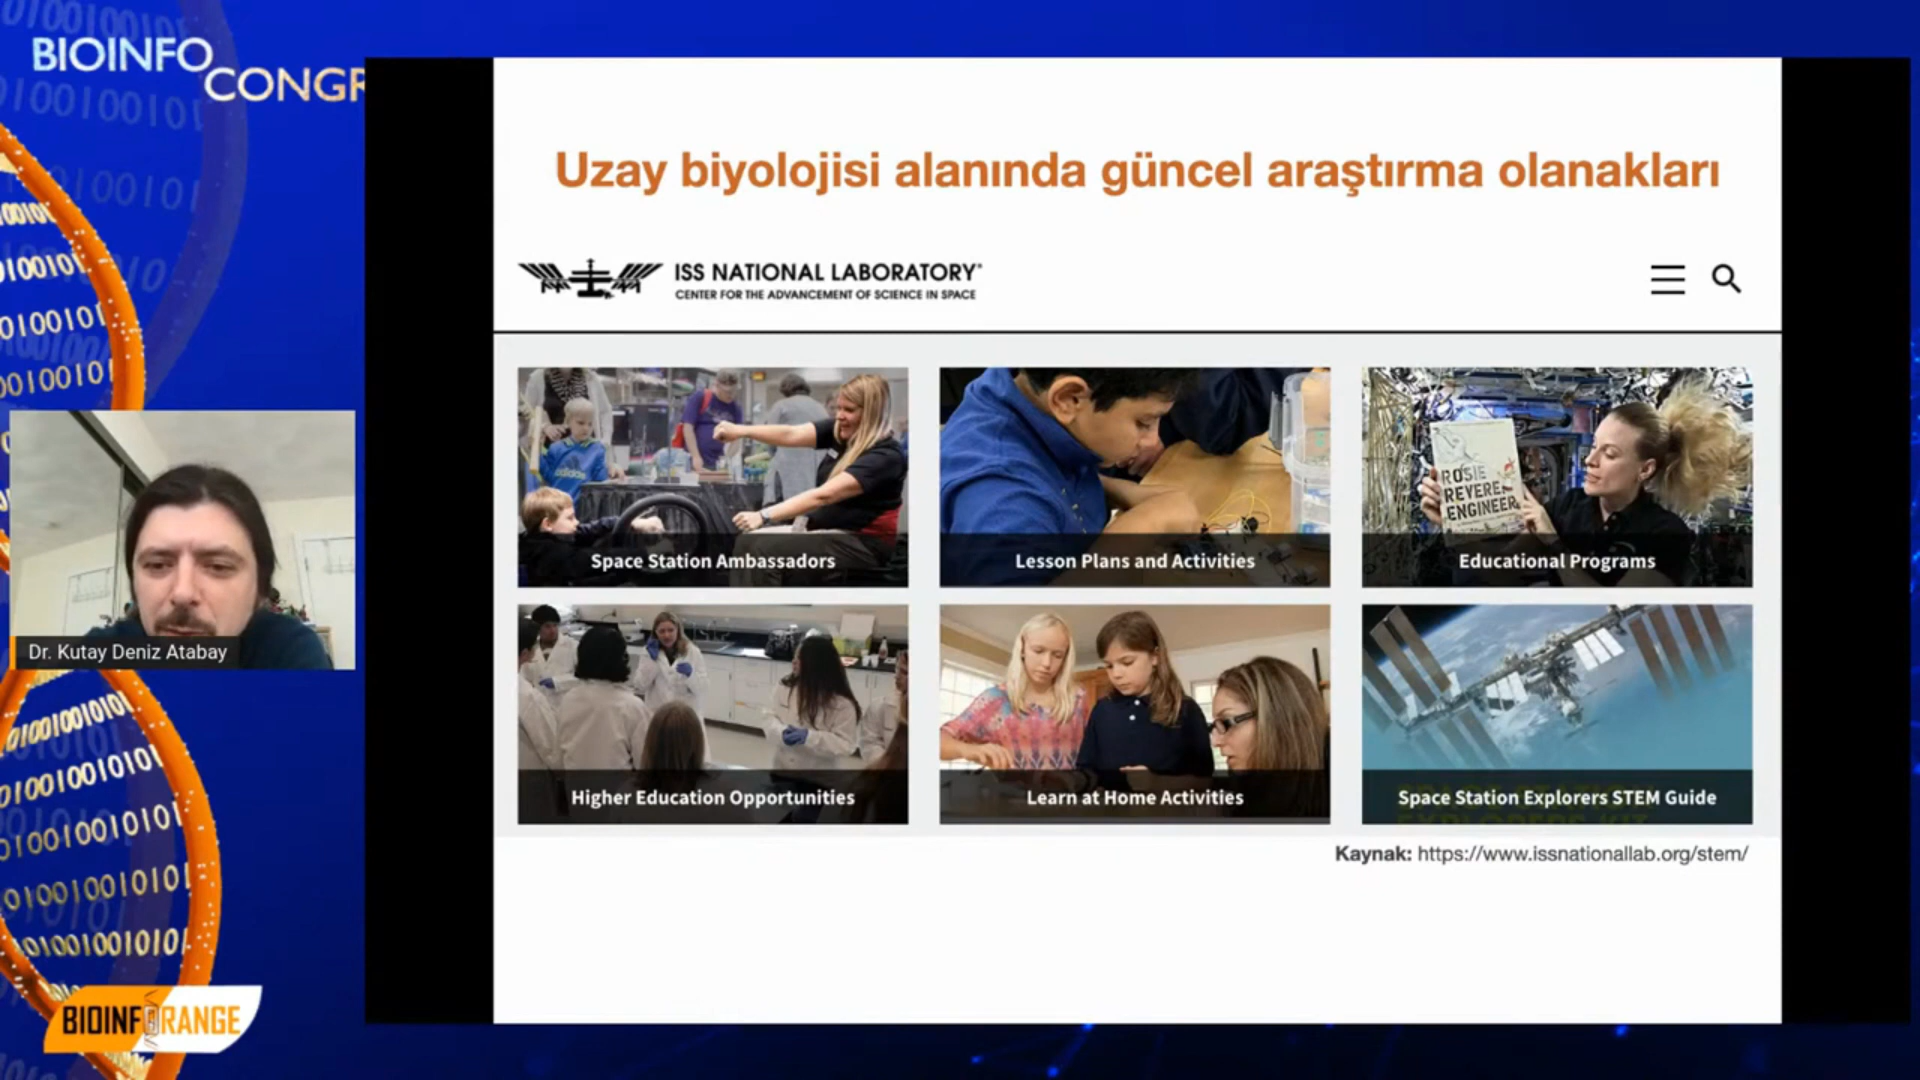 BIOINFO
CONGR
Uzay biyolojisi alanında güncel araştırma olanakları
ISS NATIONAL LABORATORY
CENTER FOR THE ADVANCEMENT OF SCIENCE IN SPACE
adidas
ROSIE
REVERE,
ENGINEER
Space Station Ambassadors
Lesson Plans and Activities
Educational Programs
Dr. Kutay Deniz Atabay
Higher Education Opportunities
Learn at Home Activities
Space Station Explorers STEM Guide
Kaynak: https://www.issnationallab.org/stem/
BIOINFORANGE